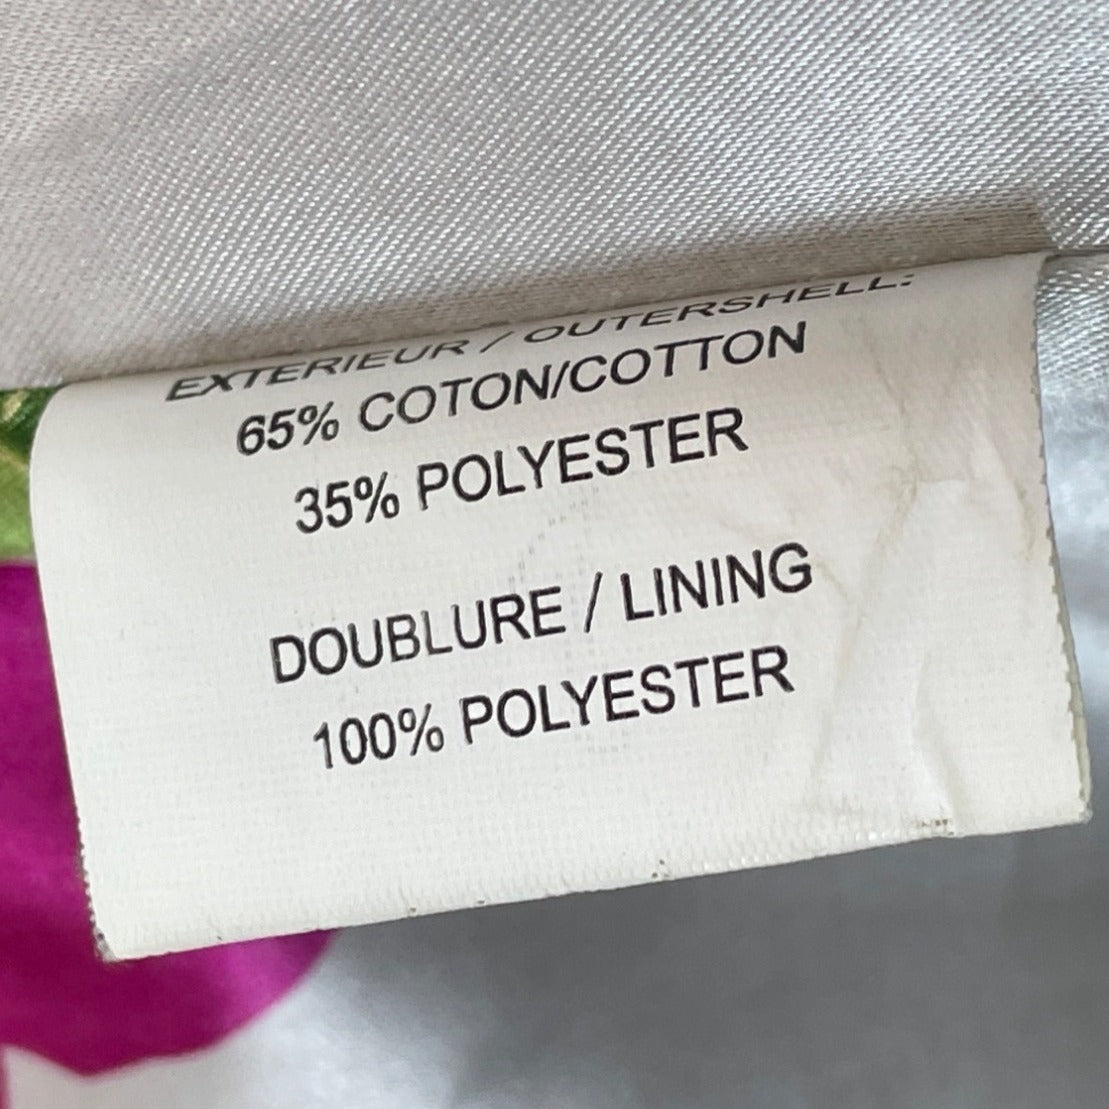 EXTERIEUR / OUTERSHELL:
65% COTON/COTTON
35% POLYESTER
DOUBLURE / LINING
100% POLYESTER